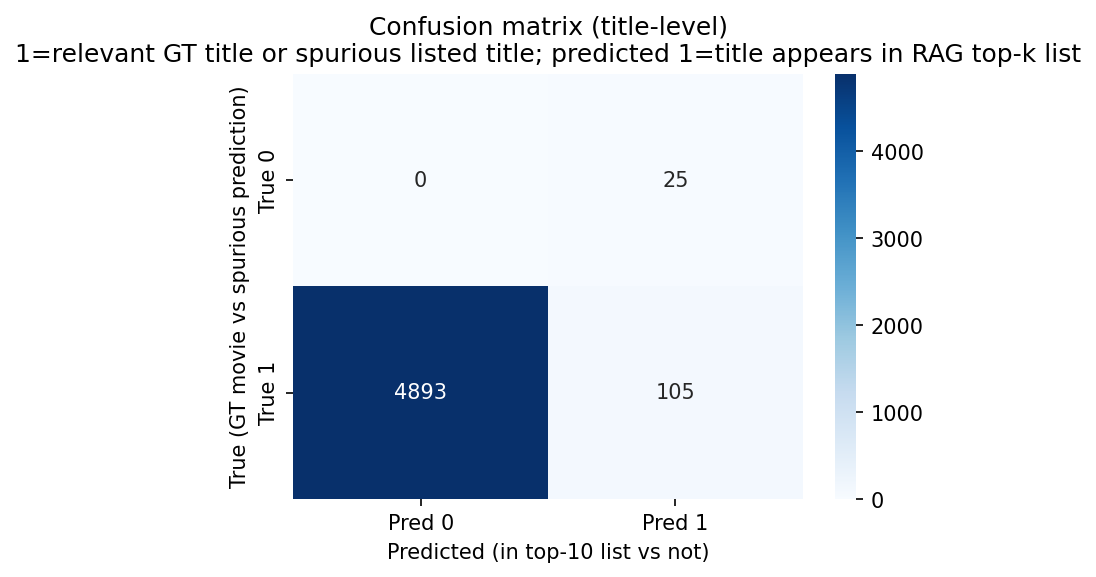 Confusion matrix (title-level)
1=relevant GT title or spurious listed title; predicted 1=title appears in RAG top-k list
True (GT movie vs spurious prediction)
True 0
0
25
True 1
4893
105
Pred 0
Pred 1
Predicted (in top-10 list vs not)
4000
3000
2000
1000
0